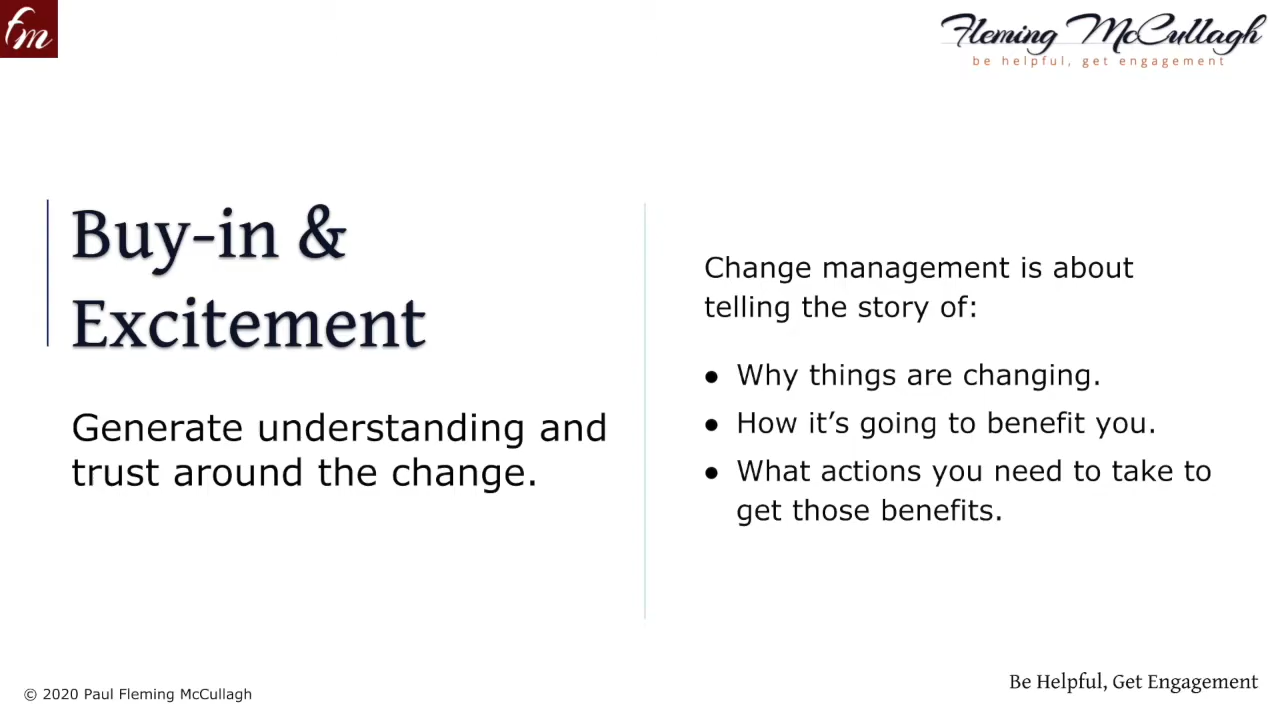 fm
Fleming McCullagh
be helpful, get engagement
Buy-in &
Excitement
Generate understanding and
trust around the change.
Change management is about
telling the story of:
● Why things are changing.
● How it’s going to benefit you.
● What actions you need to take to
get those benefits.
© 2020 Paul Fleming McCullagh
Be Helpful, Get Engagement